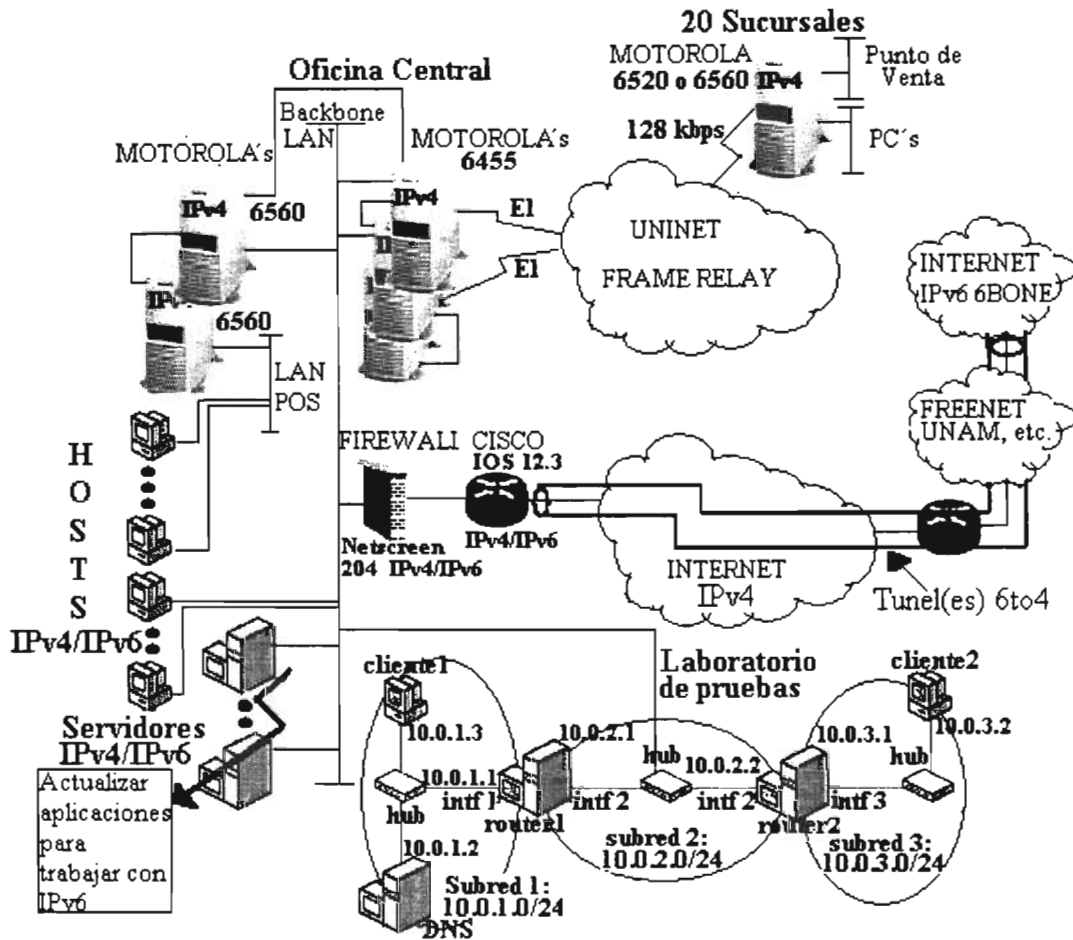 20 Sucursales
MOTOROLA
6520 o 6560
IPv4
Punto de
Venta
PC´s
128 kbps
Oficina Central
Backbone
LAN
MOTOROLA´s
6455
MOTOROLA´s
IPv4
6560
IPv4
E1
E1
UNINET
FRAME RELAY
INTERNET
IPv6 6BONE
6560
LAN
POS
FREENET
UNAM, etc.
HOSTS
IPv4/IPv6
FIREWALL
CISCO
IOS 12.3
IPv4/IPv6
Netscreen
204 IPv4/IPv6
INTERNET
IPv4
Tunel(es) 6to4
Servidores
IPv4/IPv6
Actualizar
aplicaciones
para
trabajar con
IPv6
Laboratorio
de pruebas
cliente1
10.0.1.3
10.0.1.1
hub
intf 1
router1
10.0.1.2
DNS
Subred 1:
10.0.1.0/24
10.0.2.1
intf 2
hub
10.0.2.2
intf 2
router2
subred 2:
10.0.2.0/24
cliente2
10.0.3.2
10.0.3.1
hub
intf 3
subred 3:
10.0.3.0/24